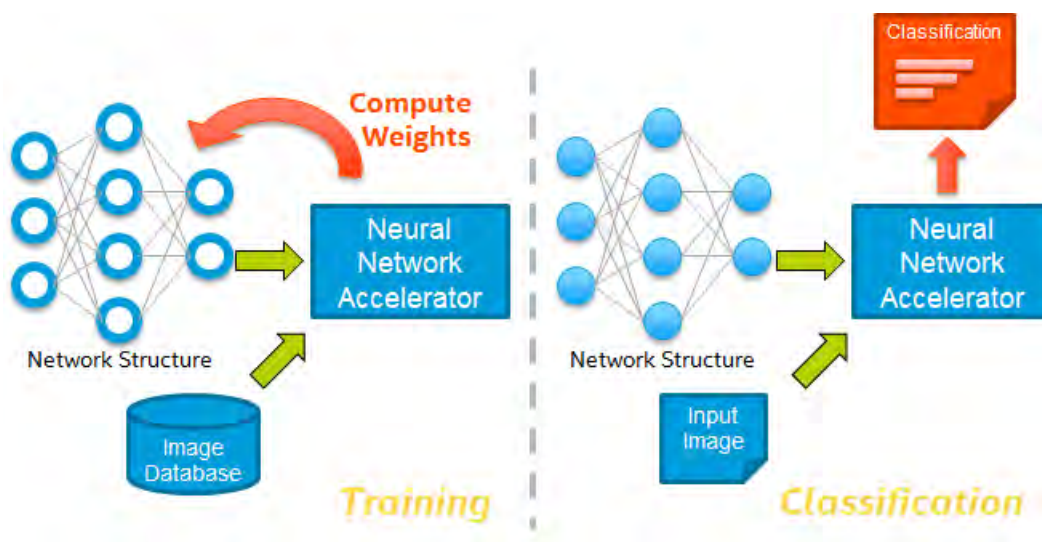 Compute
Weights
Neural
Network
Accelerator
Network Structure
Image
Database
Training
Classification
Neural
Network
Accelerator
Network Structure
Input
Image
Classification